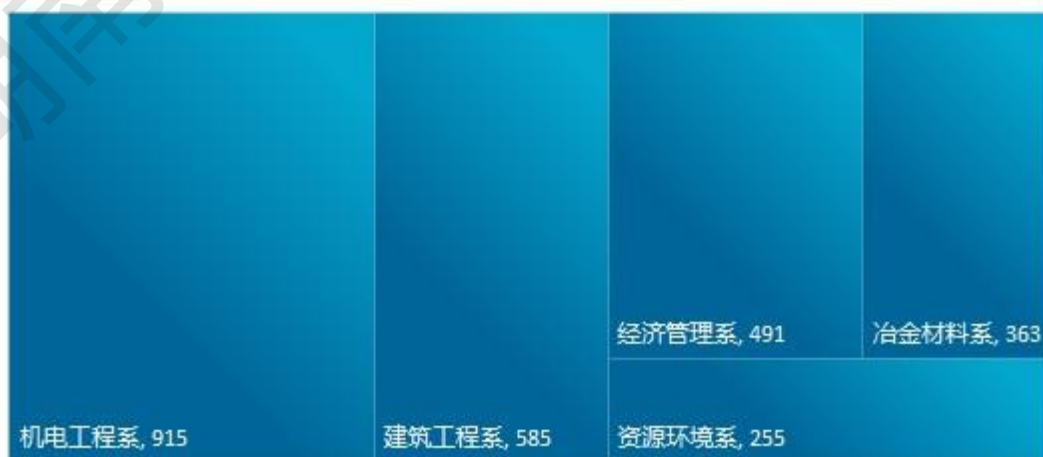 经济管理系, 491
冶金材料系, 363
机电工程系, 915
建筑工程系, 585
资源环境系, 255